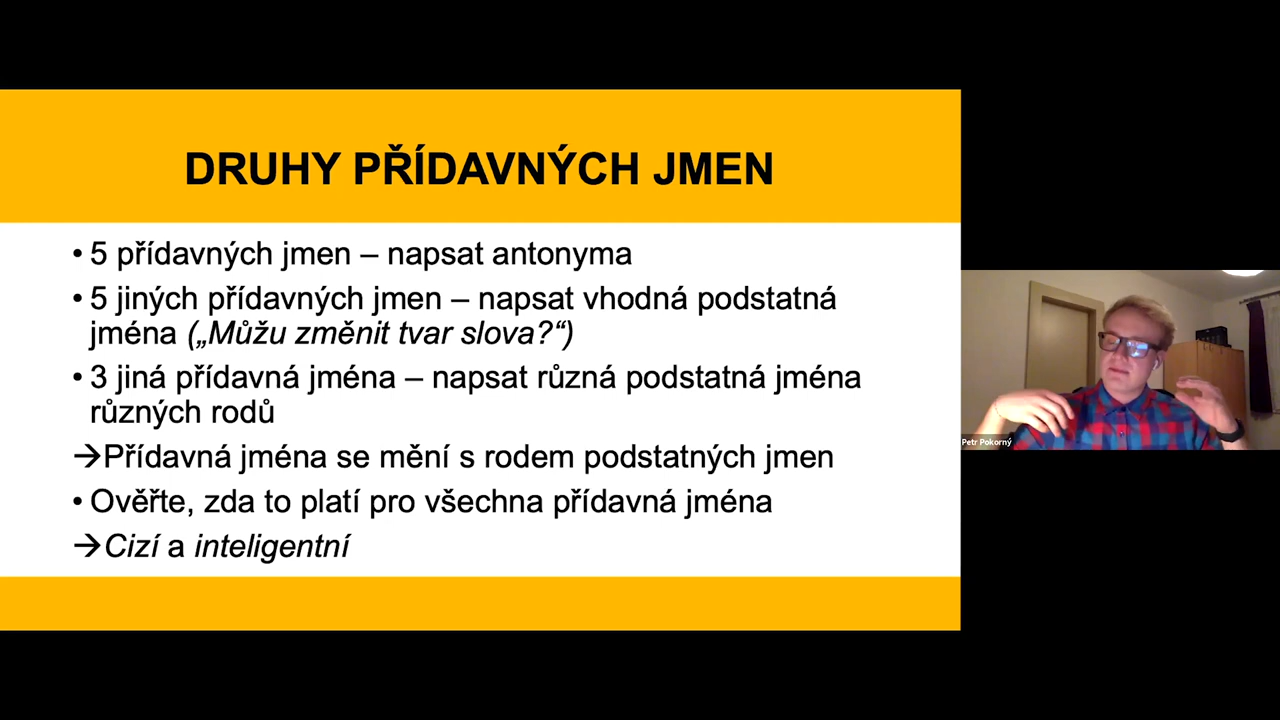 DRUHY PŘÍDAVNÝCH JMEN
• 5 přídavných jmen – napsat antonyma
• 5 jiných přídavných jmen – napsat vhodná podstatná
jména („Můžu změnit tvar slova?“)
• 3 jiná přídavná jména – napsat různá podstatná jména
různých rodů
→Přídavná jména se mění s rodem podstatných jmen
• Ověřte, zda to platí pro všechna přídavná jména
→Cizí a inteligentní
Petr Pokorný